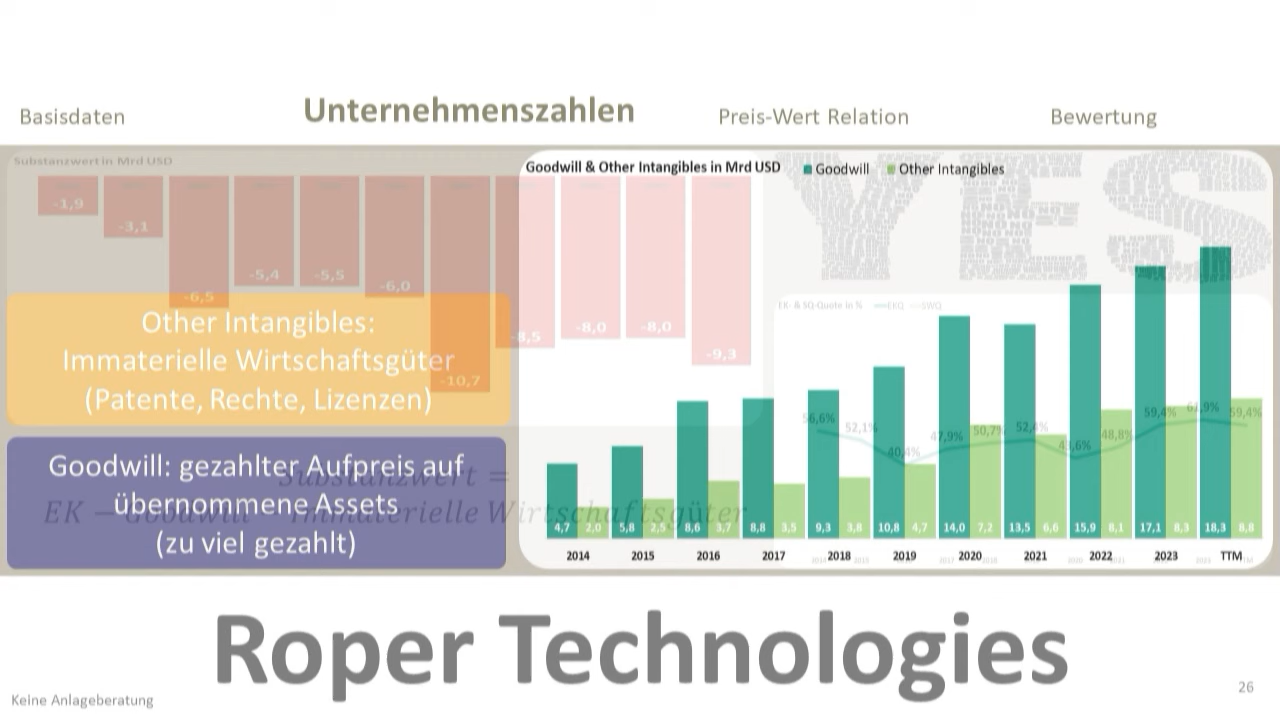 Basisdaten
Unternehmenszahlen
Preis-Wert Relation
Bewertung
Substanzwert in Mrd USD
-1,9
-3,1
-6,5
-5,4
-5,5
-6,0
-10,7
-8,5
-8,0
-8,0
-9,3
Other Intangibles:
Immaterielle Wirtschaftsgüter
(Patente, Rechte, Lizenzen)
Goodwill: gezahlter Aufpreis auf
übernommene Assets
(zu viel gezahlt)
Substanzwert =
EK − Goodwill − Immaterielle Wirtschaftsgüter
Goodwill & Other Intangibles in Mrd USD
Goodwill
Other Intangibles
YES
EK- & SQ-Quote in %
EKQ
SWQ
56,6% 52,1% 40,4% 47,9% 50,7% 52,4% 43,6% 48,8% 59,4% 61,9% 59,4%
4,7 2,0 5,8 2,5 8,6 3,7 8,8 3,5 9,3 3,8 10,8 4,7 14,0 7,2 13,5 6,6 15,9 8,1 17,1 8,3 18,3 8,8
2014 2015 2016 2017 2018 2019 2020 2021 2022 2023 TTM
Roper Technologies
Keine Anlageberatung
26